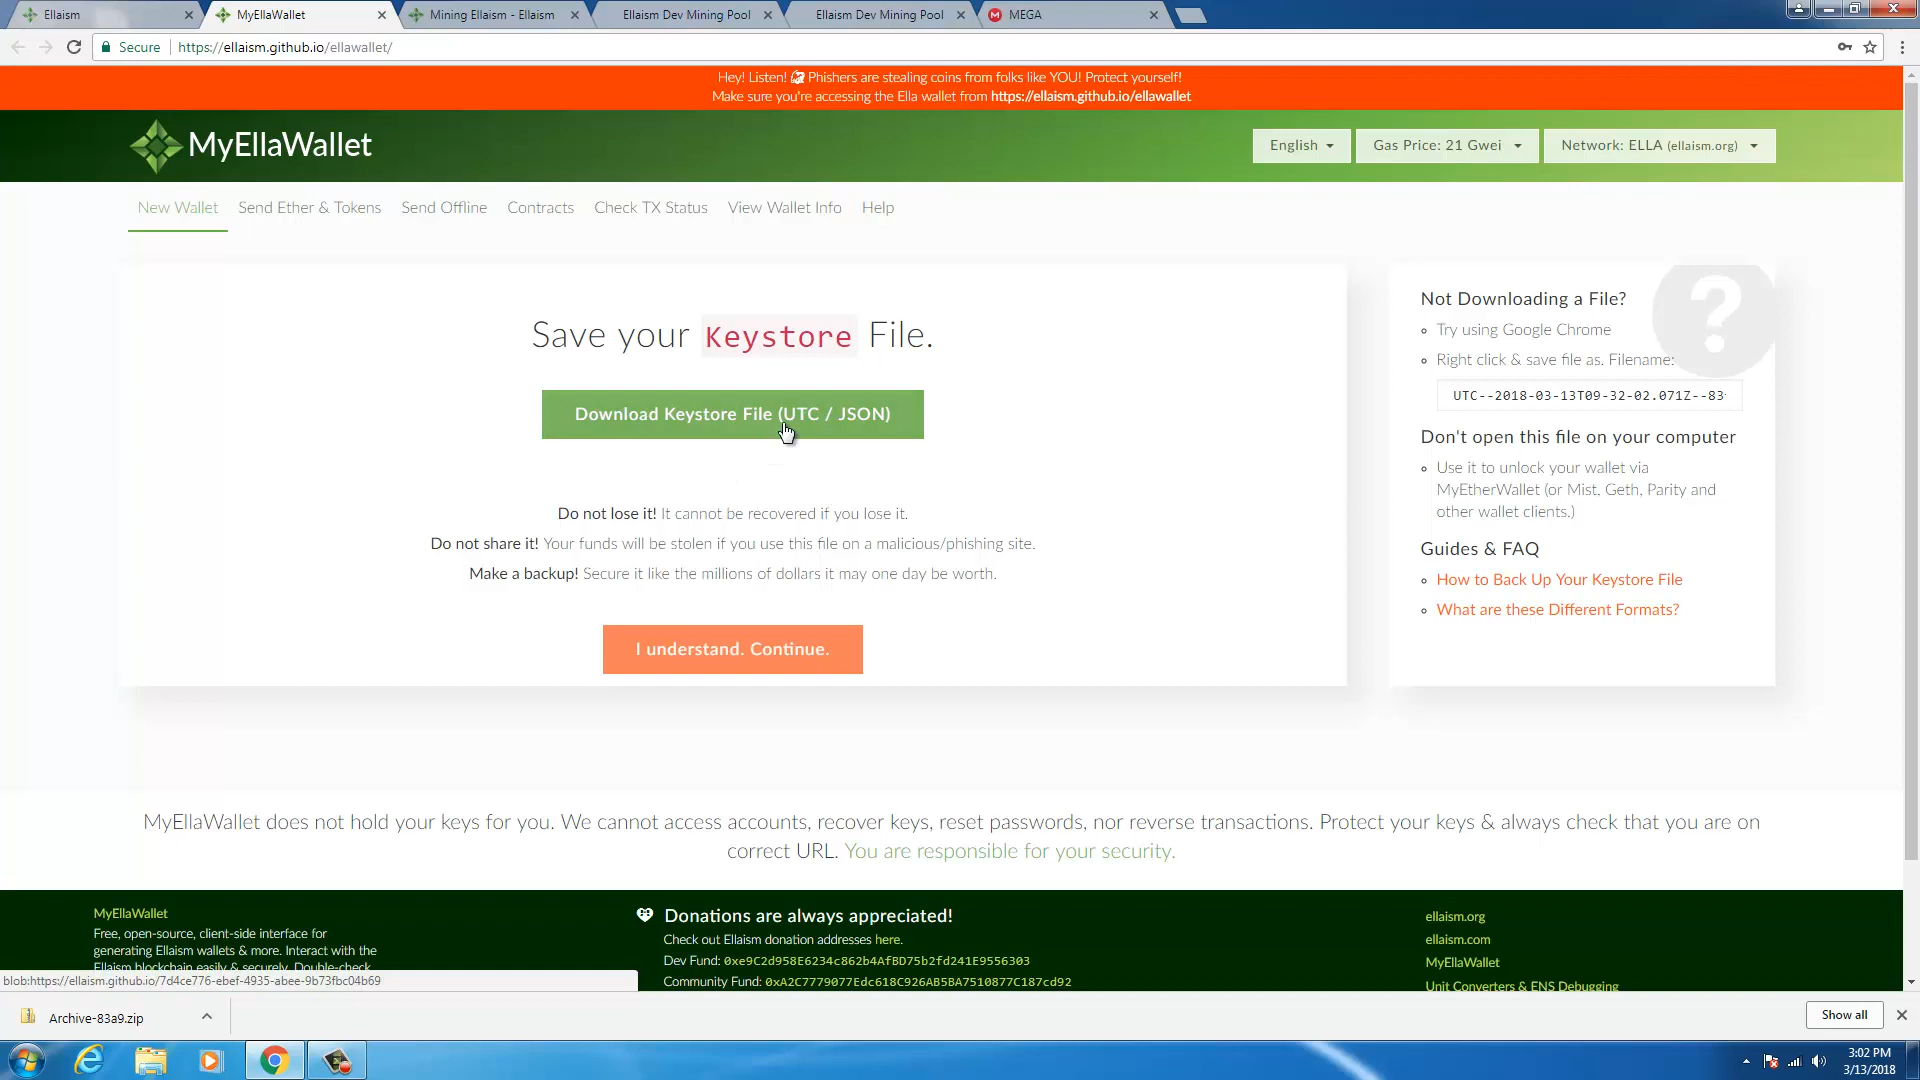 Ellaism
MyEllaWallet
Mining Ellaism - Ellaism
Ellaism Dev Mining Pool
Ellaism Dev Mining Pool
MEGA
Secure
https://ellaism.github.io/ellawallet/
Hey! Listen! Phishers are stealing coins from folks like YOU! Protect yourself!
Make sure you're accessing the Ella wallet from https://ellaism.github.io/ellawallet
MyEllaWallet
English
Gas Price: 21 Gwei
Network: ELLA (ellaism.org)
New Wallet
Send Ether & Tokens
Send Offline
Contracts
Check TX Status
View Wallet Info
Help
Save your Keystore File.
Download Keystore File (UTC / JSON)
Do not lose it! It cannot be recovered if you lose it.
Do not share it! Your funds will be stolen if you use this file on a malicious/phishing site.
Make a backup! Secure it like the millions of dollars it may one day be worth.
I understand. Continue.
Not Downloading a File?
Try using Google Chrome
Right click & save file as. Filename:
UTC--2018-03-13T09-32-02.071Z--83
Don't open this file on your computer
Use it to unlock your wallet via
MyEtherWallet (or Mist, Geth, Parity and
other wallet clients.)
Guides & FAQ
How to Back Up Your Keystore File
What are these Different Formats?
MyEllaWallet does not hold your keys for you. We cannot access accounts, recover keys, reset passwords, nor reverse transactions. Protect your keys & always check that you are on
correct URL. You are responsible for your security.
MyEllaWallet
Free, open-source, client-side interface for
generating Ellaism wallets & more. Interact with the
Ellaism blockchain easily & securely. Double-check
Donations are always appreciated!
Check out Ellaism donation addresses here.
Dev Fund: 0xe9C2d958E6234c862b4AfBD75b2fd241E9556303
Community Fund: 0xA2C7779077Edc618C926AB5BA7510877C187cd92
ellaism.org
ellaism.com
MyEllaWallet
Unit Converters & ENS Debugging
blob:https://ellaism.github.io/7d4ce776-ebef-4935-abee-9b73fbc04b69
Archive-83a9.zip
Show all
3:02 PM
3/13/2018